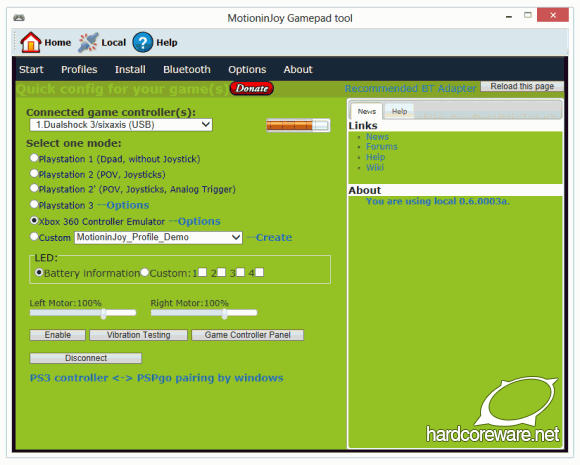 MotioninJoy Gamepad tool
Home Local Help
Start Profiles Install Bluetooth Options About
Quick config for your game(s) Donate
Recommended BT Adapter Reload this page
Connected game controller(s):
1.Dualshock 3/sixaxis (USB)
Select one mode:
Playstation 1 (Dpad, without Joystick)
Playstation 2 (POV, Joysticks)
Playstation 2' (POV, Joysticks, Analog Trigger)
Playstation 3 --Options
Xbox 360 Controller Emulator --Options
Custom MotioninJoy_Profile_Demo --Create
LED:
Battery information Custom: 1 2 3 4
Left Motor:100% Right Motor:100%
Enable Vibration Testing Game Controller Panel
Disconnect
PS3 controller <-> PSPgo pairing by windows
News Help
Links
News
Forums
Help
Wiki
About
You are using local 0.6.0003a.
hardcoreware.net